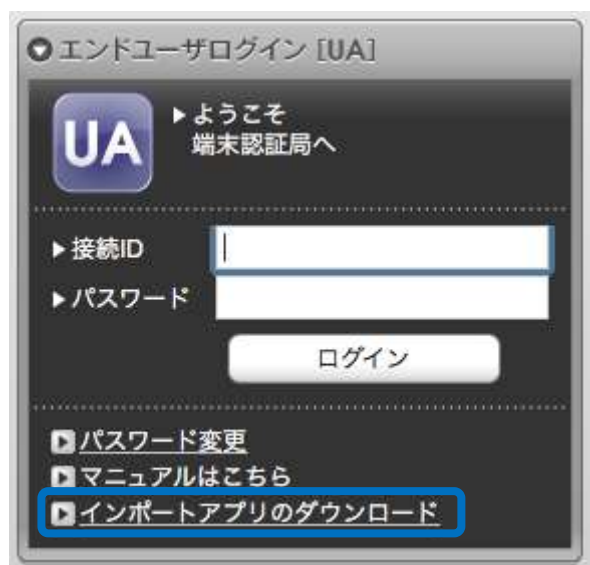 エンドユーザログイン [UA]
UA
ようこそ
端末認証局へ
接続ID
パスワード
ログイン
パスワード変更
マニュアルはこちら
インポートアプリのダウンロード